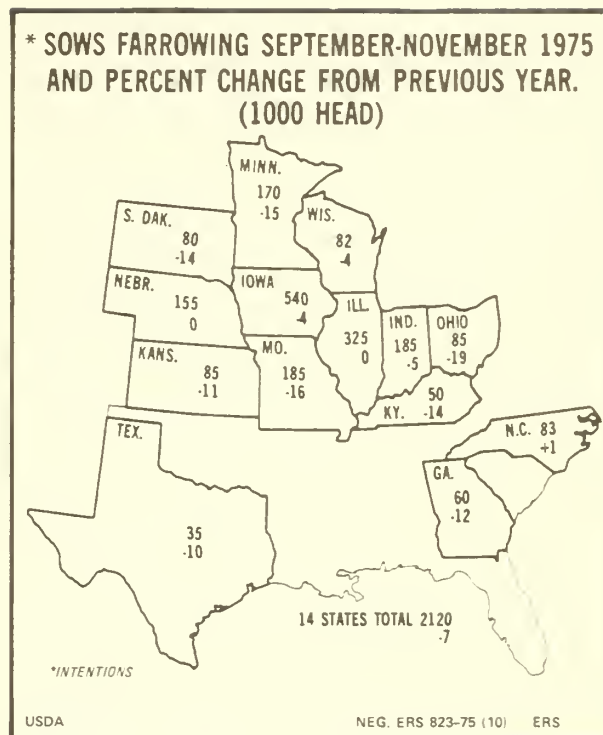 * SOWS FARROWING SEPTEMBER-NOVEMBER 1975
AND PERCENT CHANGE FROM PREVIOUS YEAR.
(1000 HEAD)
MINN.
170
-15
S. DAK.
80
-14
WIS.
82
-4
NEBR.
155
0
IOWA
540
-4
ILL.
325
0
IND.
185
-5
OHIO
85
-19
KANS.
85
-11
MO.
185
-16
50
KY. -14
N.C. 83
+1
TEX.
35
-10
GA.
60
-12
14 STATES TOTAL 2120
-7
*INTENTIONS
USDA
NEG. ERS 823-75 (10) ERS